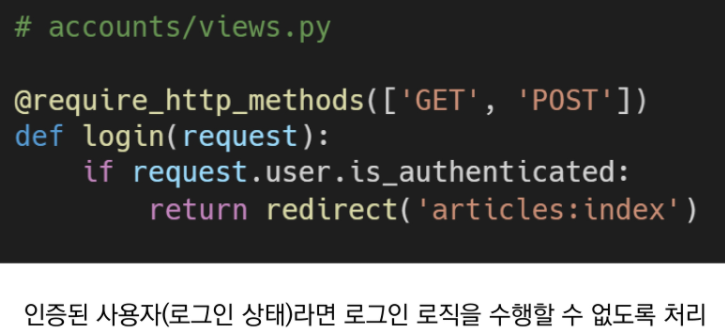 # accounts/views.py
@require_http_methods(['GET', 'POST'])
def login(request):
    if request.user.is_authenticated:
        return redirect('articles:index')
인증된 사용자(로그인 상태)라면 로그인 로직을 수행할 수 없도록 처리